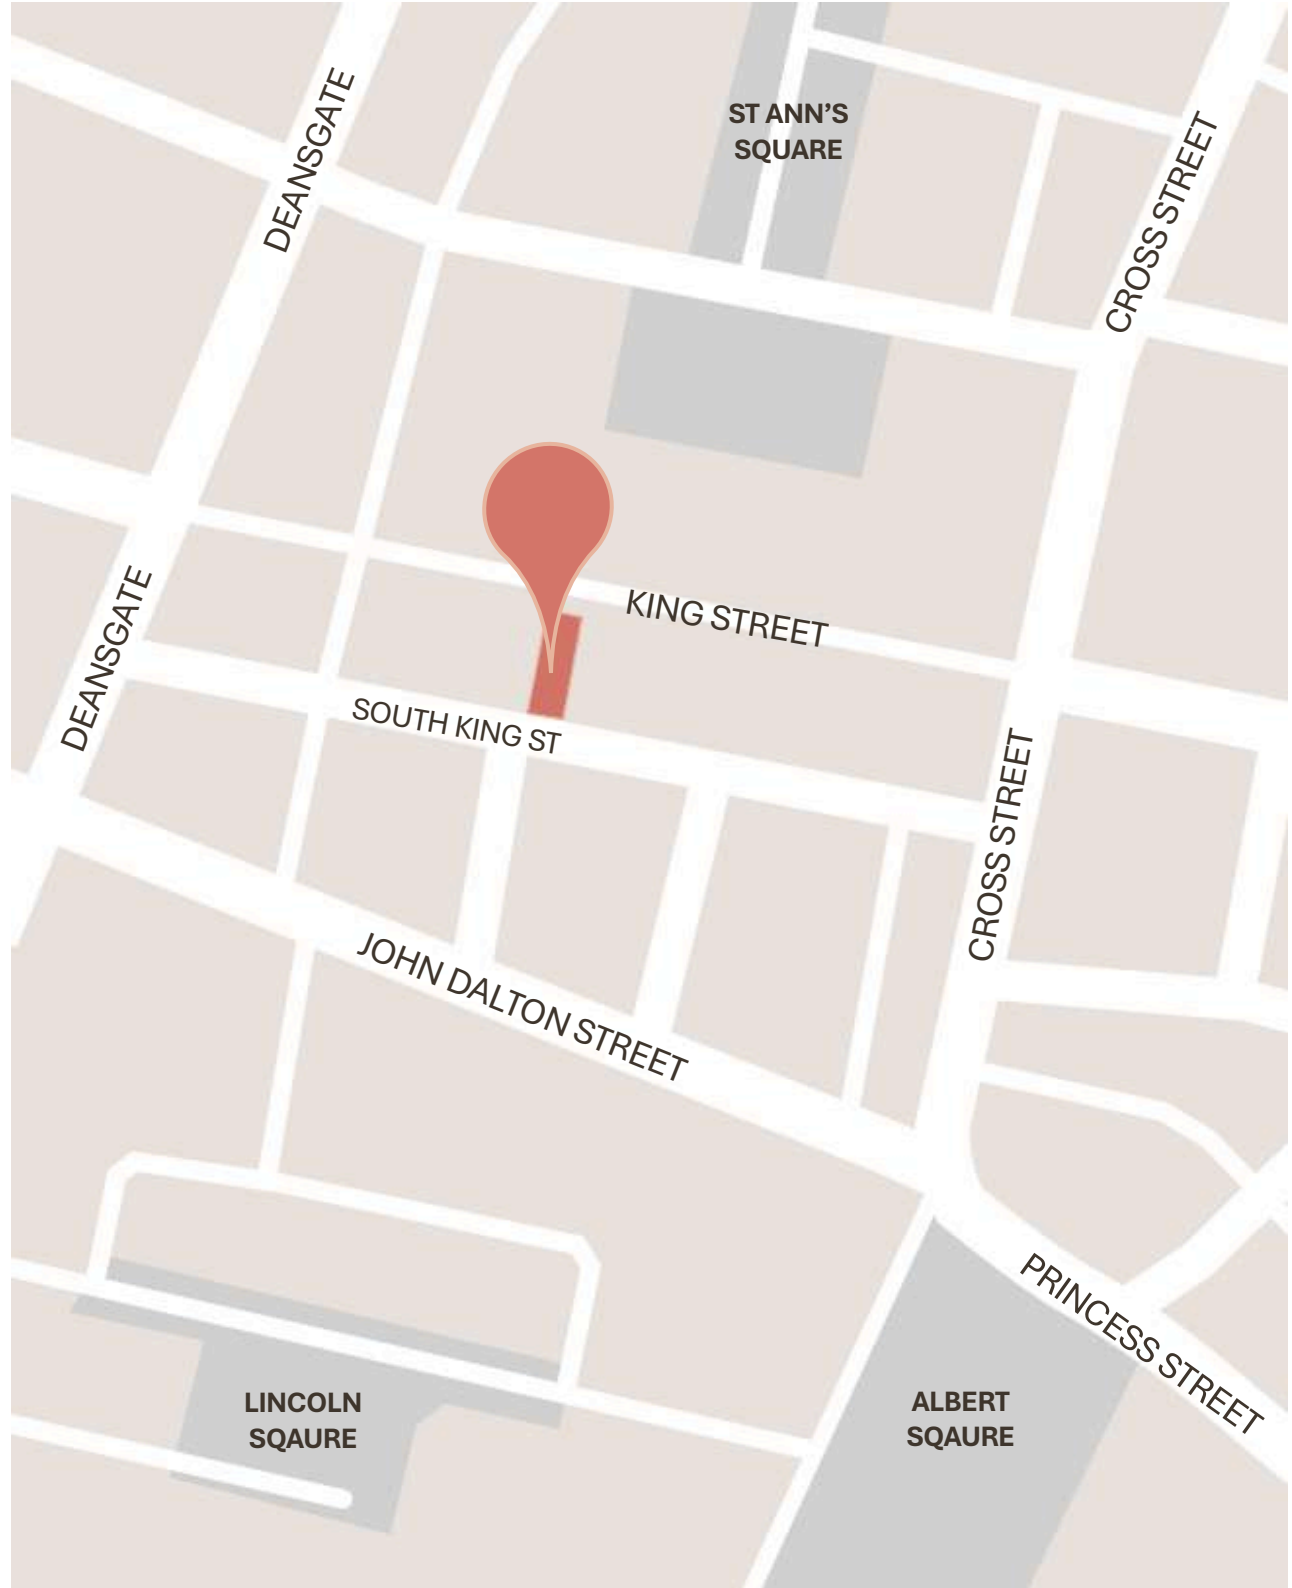 DEANSGATE
ST ANN'S
SQUARE
CROSS STREET
KING STREET
DEANSGATE
SOUTH KING ST
CROSS STREET
JOHN DALTON STREET
PRINCESS STREET
LINCOLN
SQAURE
ALBERT
SQAURE